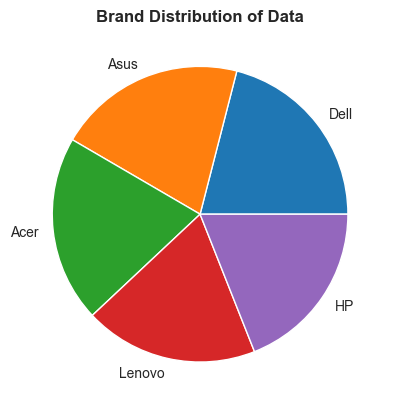 Brand Distribution of Data
Asus
Dell
Acer
HP
Lenovo